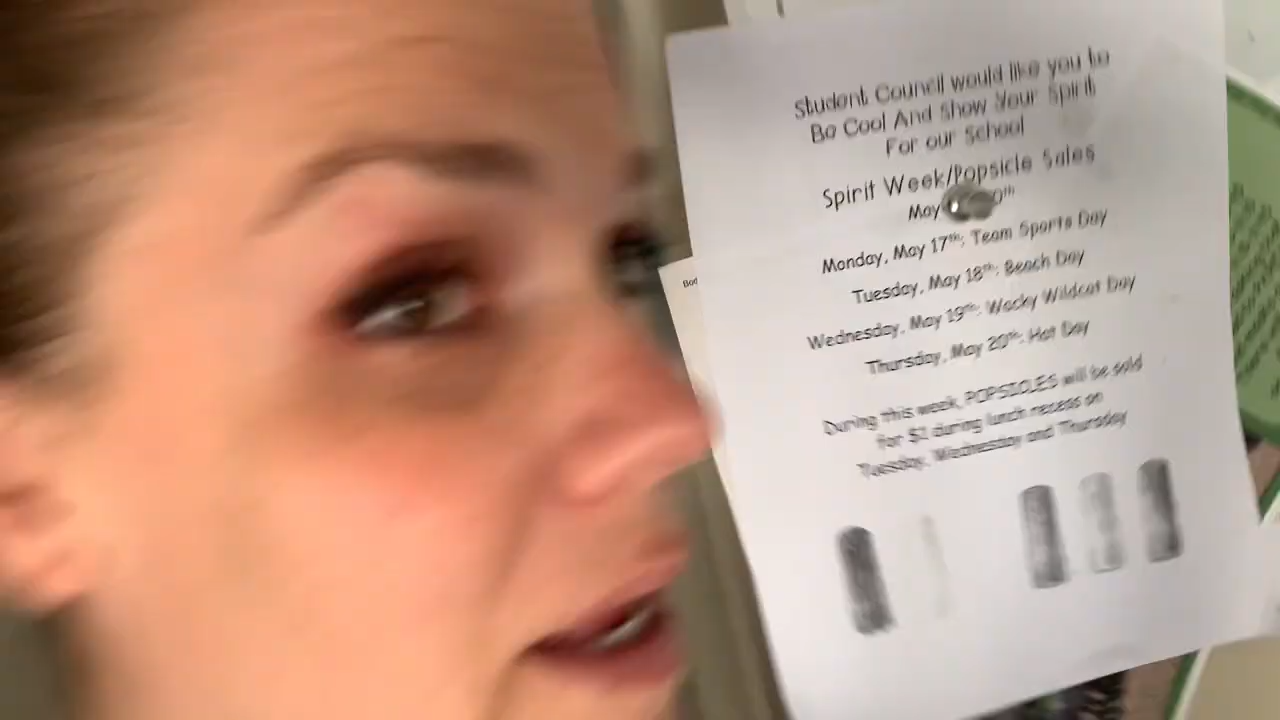 Student Council would like you to
Be Cool And Show Your Spirit
For our School
Spirit Week/Popsicle Sales
May 0th
Monday, May 17th: Team Sports Day
Tuesday, May 18th: Beach Day
Wednesday, May 19th: Wacky Wildcat Day
Thursday, May 20th: Hat Day
During this week, POPSICLES will be sold
for $1 during lunch recess on
Tuesday, Wednesday and Thursday